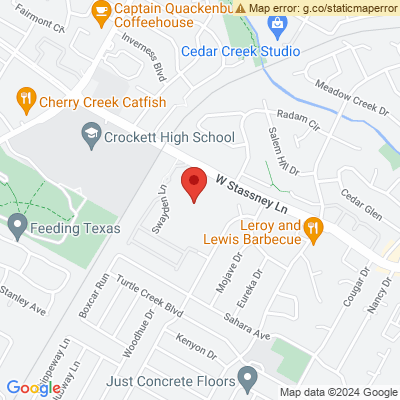 Captain Quackenbu
Coffeehouse
Map error: g.co/staticmaperror
Fairmont Cir
Inverness Blvd
Cedar Creek Studio
Meadow Creek Dr
Cherry Creek Catfish
Radam Cir
Crockett High School
Salem Hill Dr
W Stassney Ln
Swayden Ln
Cedar Glen
Feeding Texas
Leroy and
Lewis Barbecue
Boxcar Run
Mojave Dr
Eureka Dr
Cougar Dr
Nancy Dr
Stanley Ave
Turtle Creek Blvd
Woodhue Dr
Sahara Ave
Kenyon Dr
ippeway Ln
Just Concrete Floors
Google
Map data ©2024 Google